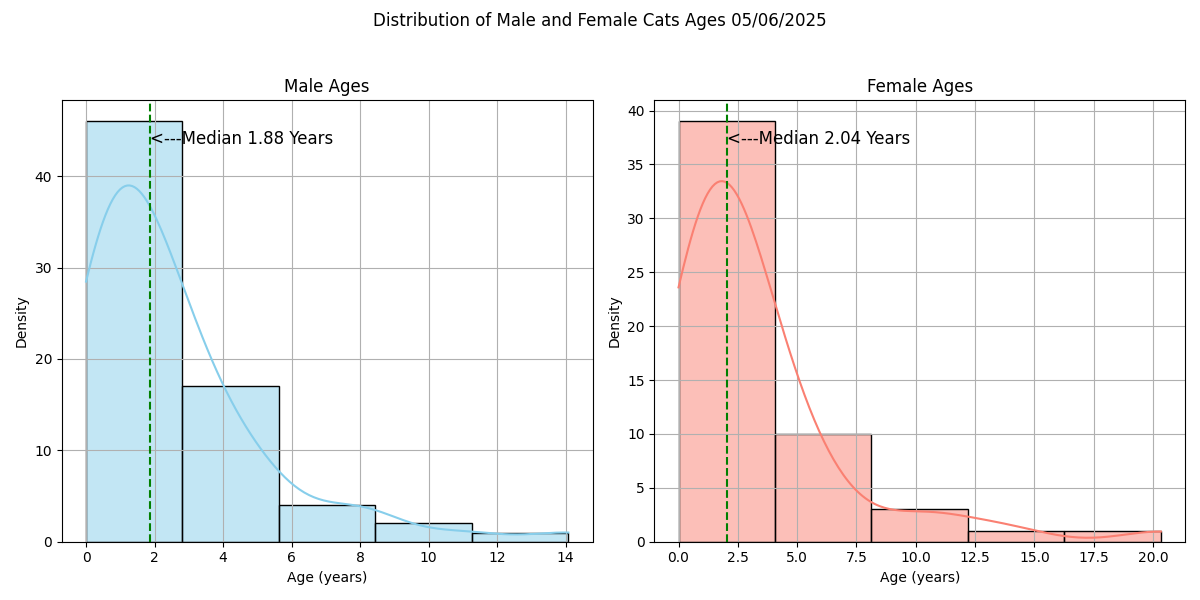 Distribution of Male and Female Cats Ages 05/06/2025
Male Ages
<---Median 1.88 Years
40
30
20
10
0
Density
0 2 4 6 8 10 12 14
Age (years)
Female Ages
<---Median 2.04 Years
40
35
30
25
20
15
10
5
0
Density
0.0 2.5 5.0 7.5 10.0 12.5 15.0 17.5 20.0
Age (years)